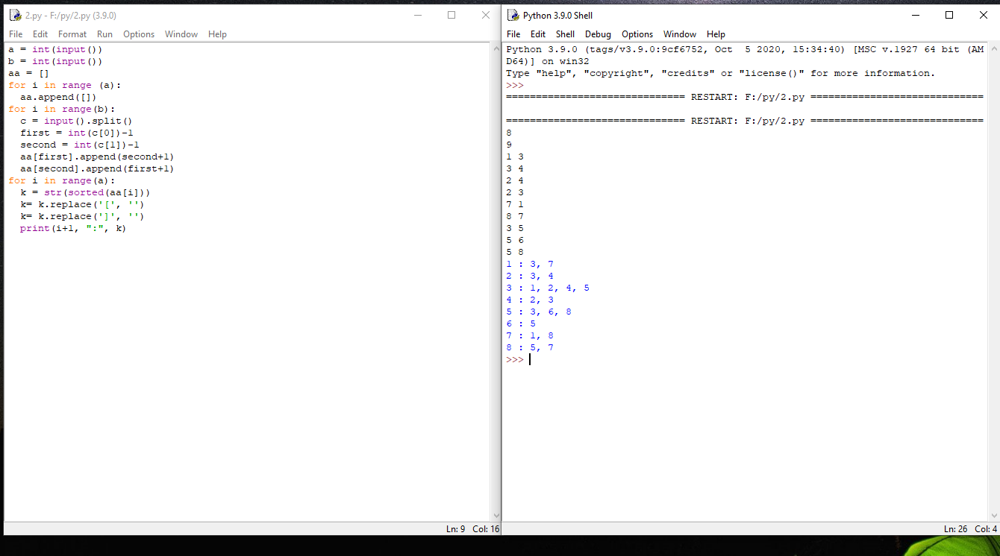 2.py - F:/py/2.py (3.9.0)
File Edit Format Run Options Window Help
a = int(input())
b = int(input())
aa = []
for i in range (a):
  aa.append([])
for i in range(b):
  c = input().split()
  first = int(c[0])-1
  second = int(c[1])-1
  aa[first].append(second+1)
  aa[second].append(first+1)
for i in range(a):
  k = str(sorted(aa[i]))
  k= k.replace('[', '')
  k= k.replace(']', '')
  print(i+1, ":", k)
Ln: 9 Col: 16
Python 3.9.0 Shell
File Edit Shell Debug Options Window Help
Python 3.9.0 (tags/v3.9.0:9cf6752, Oct  5 2020, 15:34:40) [MSC v.1927 64 bit (AM
D64)] on win32
Type "help", "copyright", "credits" or "license()" for more information.
>>>
============================== RESTART: F:/py/2.py =============================
============================== RESTART: F:/py/2.py =============================
8
9
1 3
3 4
2 4
2 3
7 1
8 7
3 5
5 6
5 8
1 : 3, 7
2 : 3, 4
3 : 1, 2, 4, 5
4 : 2, 3
5 : 3, 6, 8
6 : 5
7 : 1, 8
8 : 5, 7
>>>
Ln: 26 Col: 4